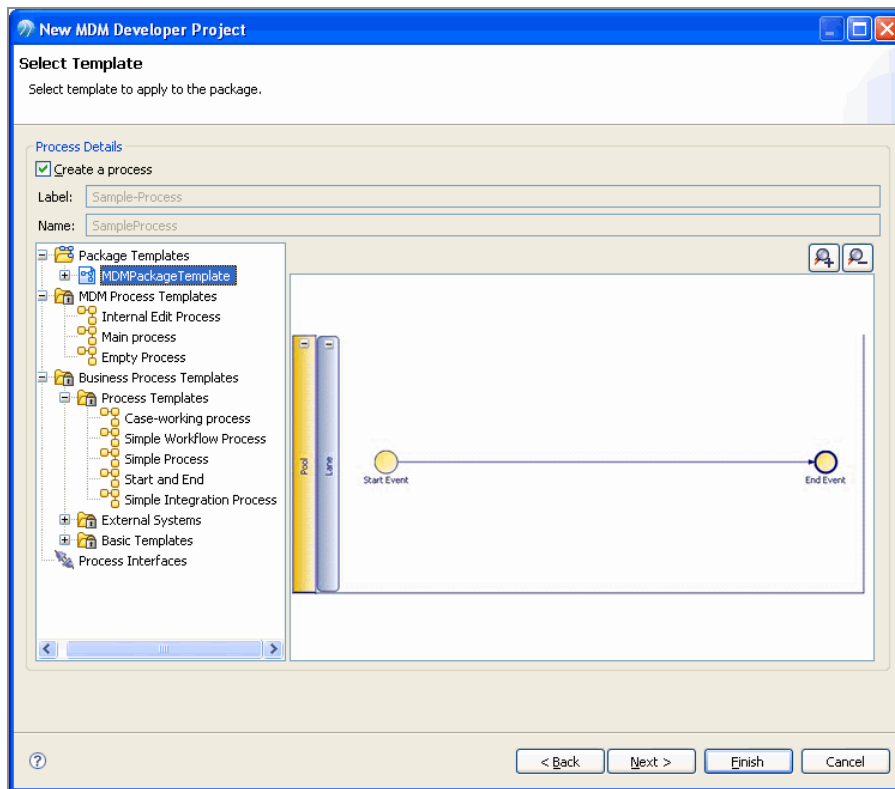 New MDM Developer Project
Select Template
Select template to apply to the package.
Process Details
Create a process
Label: Sample-Process
Name: SampleProcess
Package Templates
MDMPackageTemplate
MDM Process Templates
Internal Edit Process
Main process
Empty Process
Business Process Templates
Process Templates
Case-working process
Simple Workflow Process
Simple Process
Start and End
Simple Integration Process
External Systems
Basic Templates
Process Interfaces
Pool
Lane
Start Event
End Event
< Back
Next >
Finish
Cancel